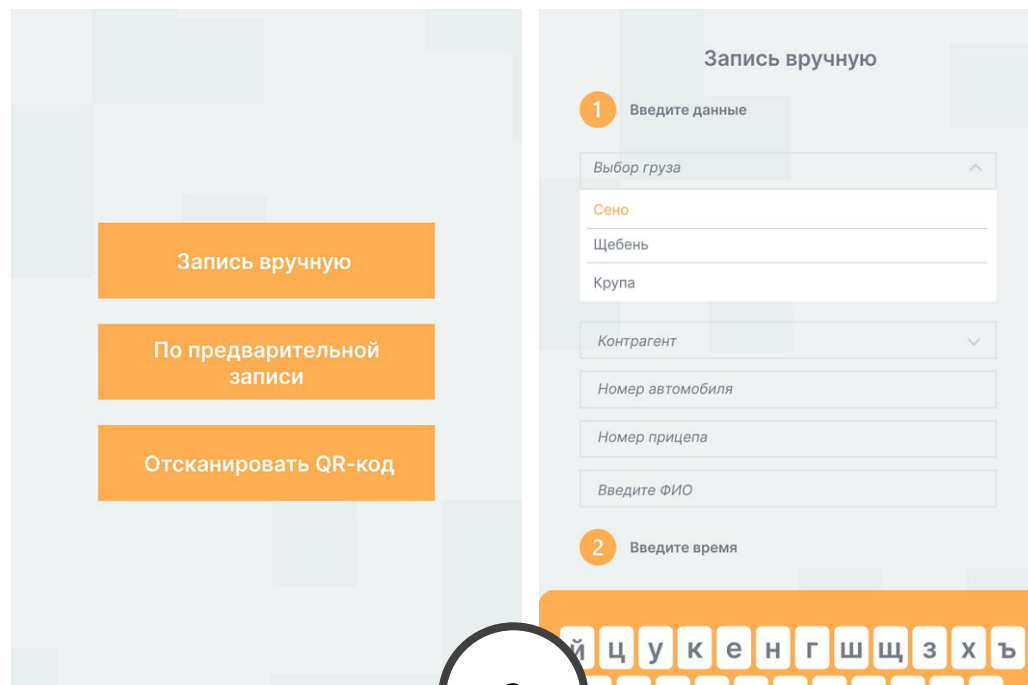 Запись вручную
По предварительной
записи
Отсканировать QR-код
Запись вручную
1 Введите данные
Выбор груза
Сено
Щебень
Крупа
Контрагент
Номер автомобиля
Номер прицепа
Введите ФИО
2 Введите время
й ц у к е н г ш щ з х ъ